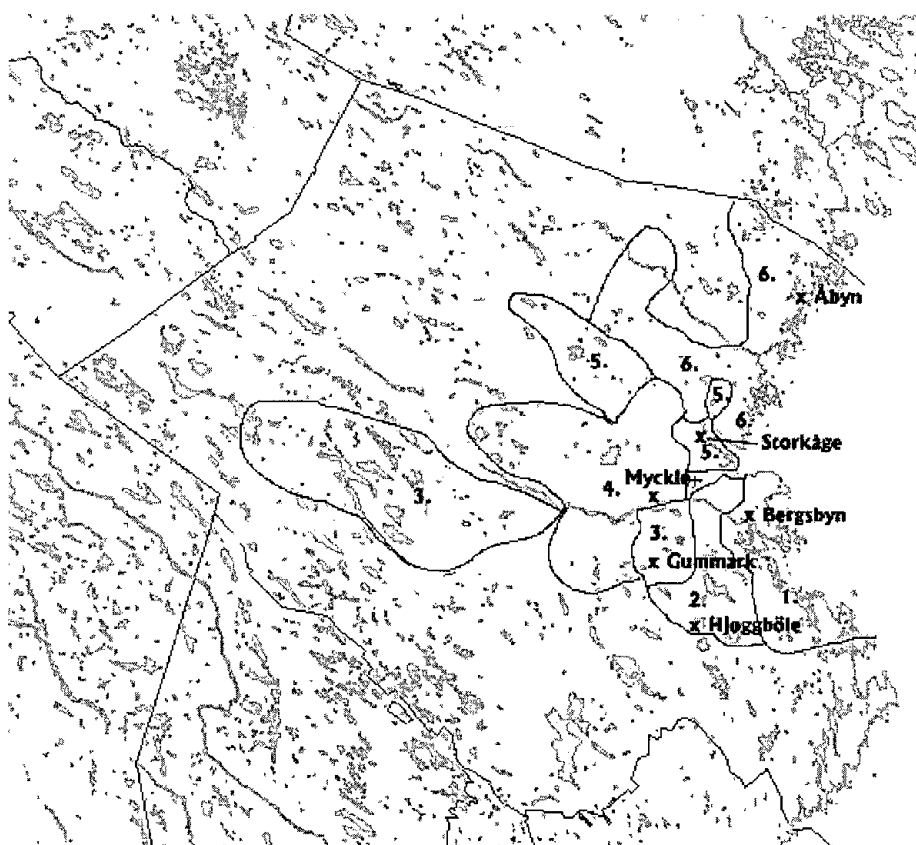 6.
x Åbyn
5.
6.
5.
6.
x
Storkåge
5.
Myckle
3.
4.
x
x Bergsbyn
3.
x Gummark
2.
1.
x Hjoggböle